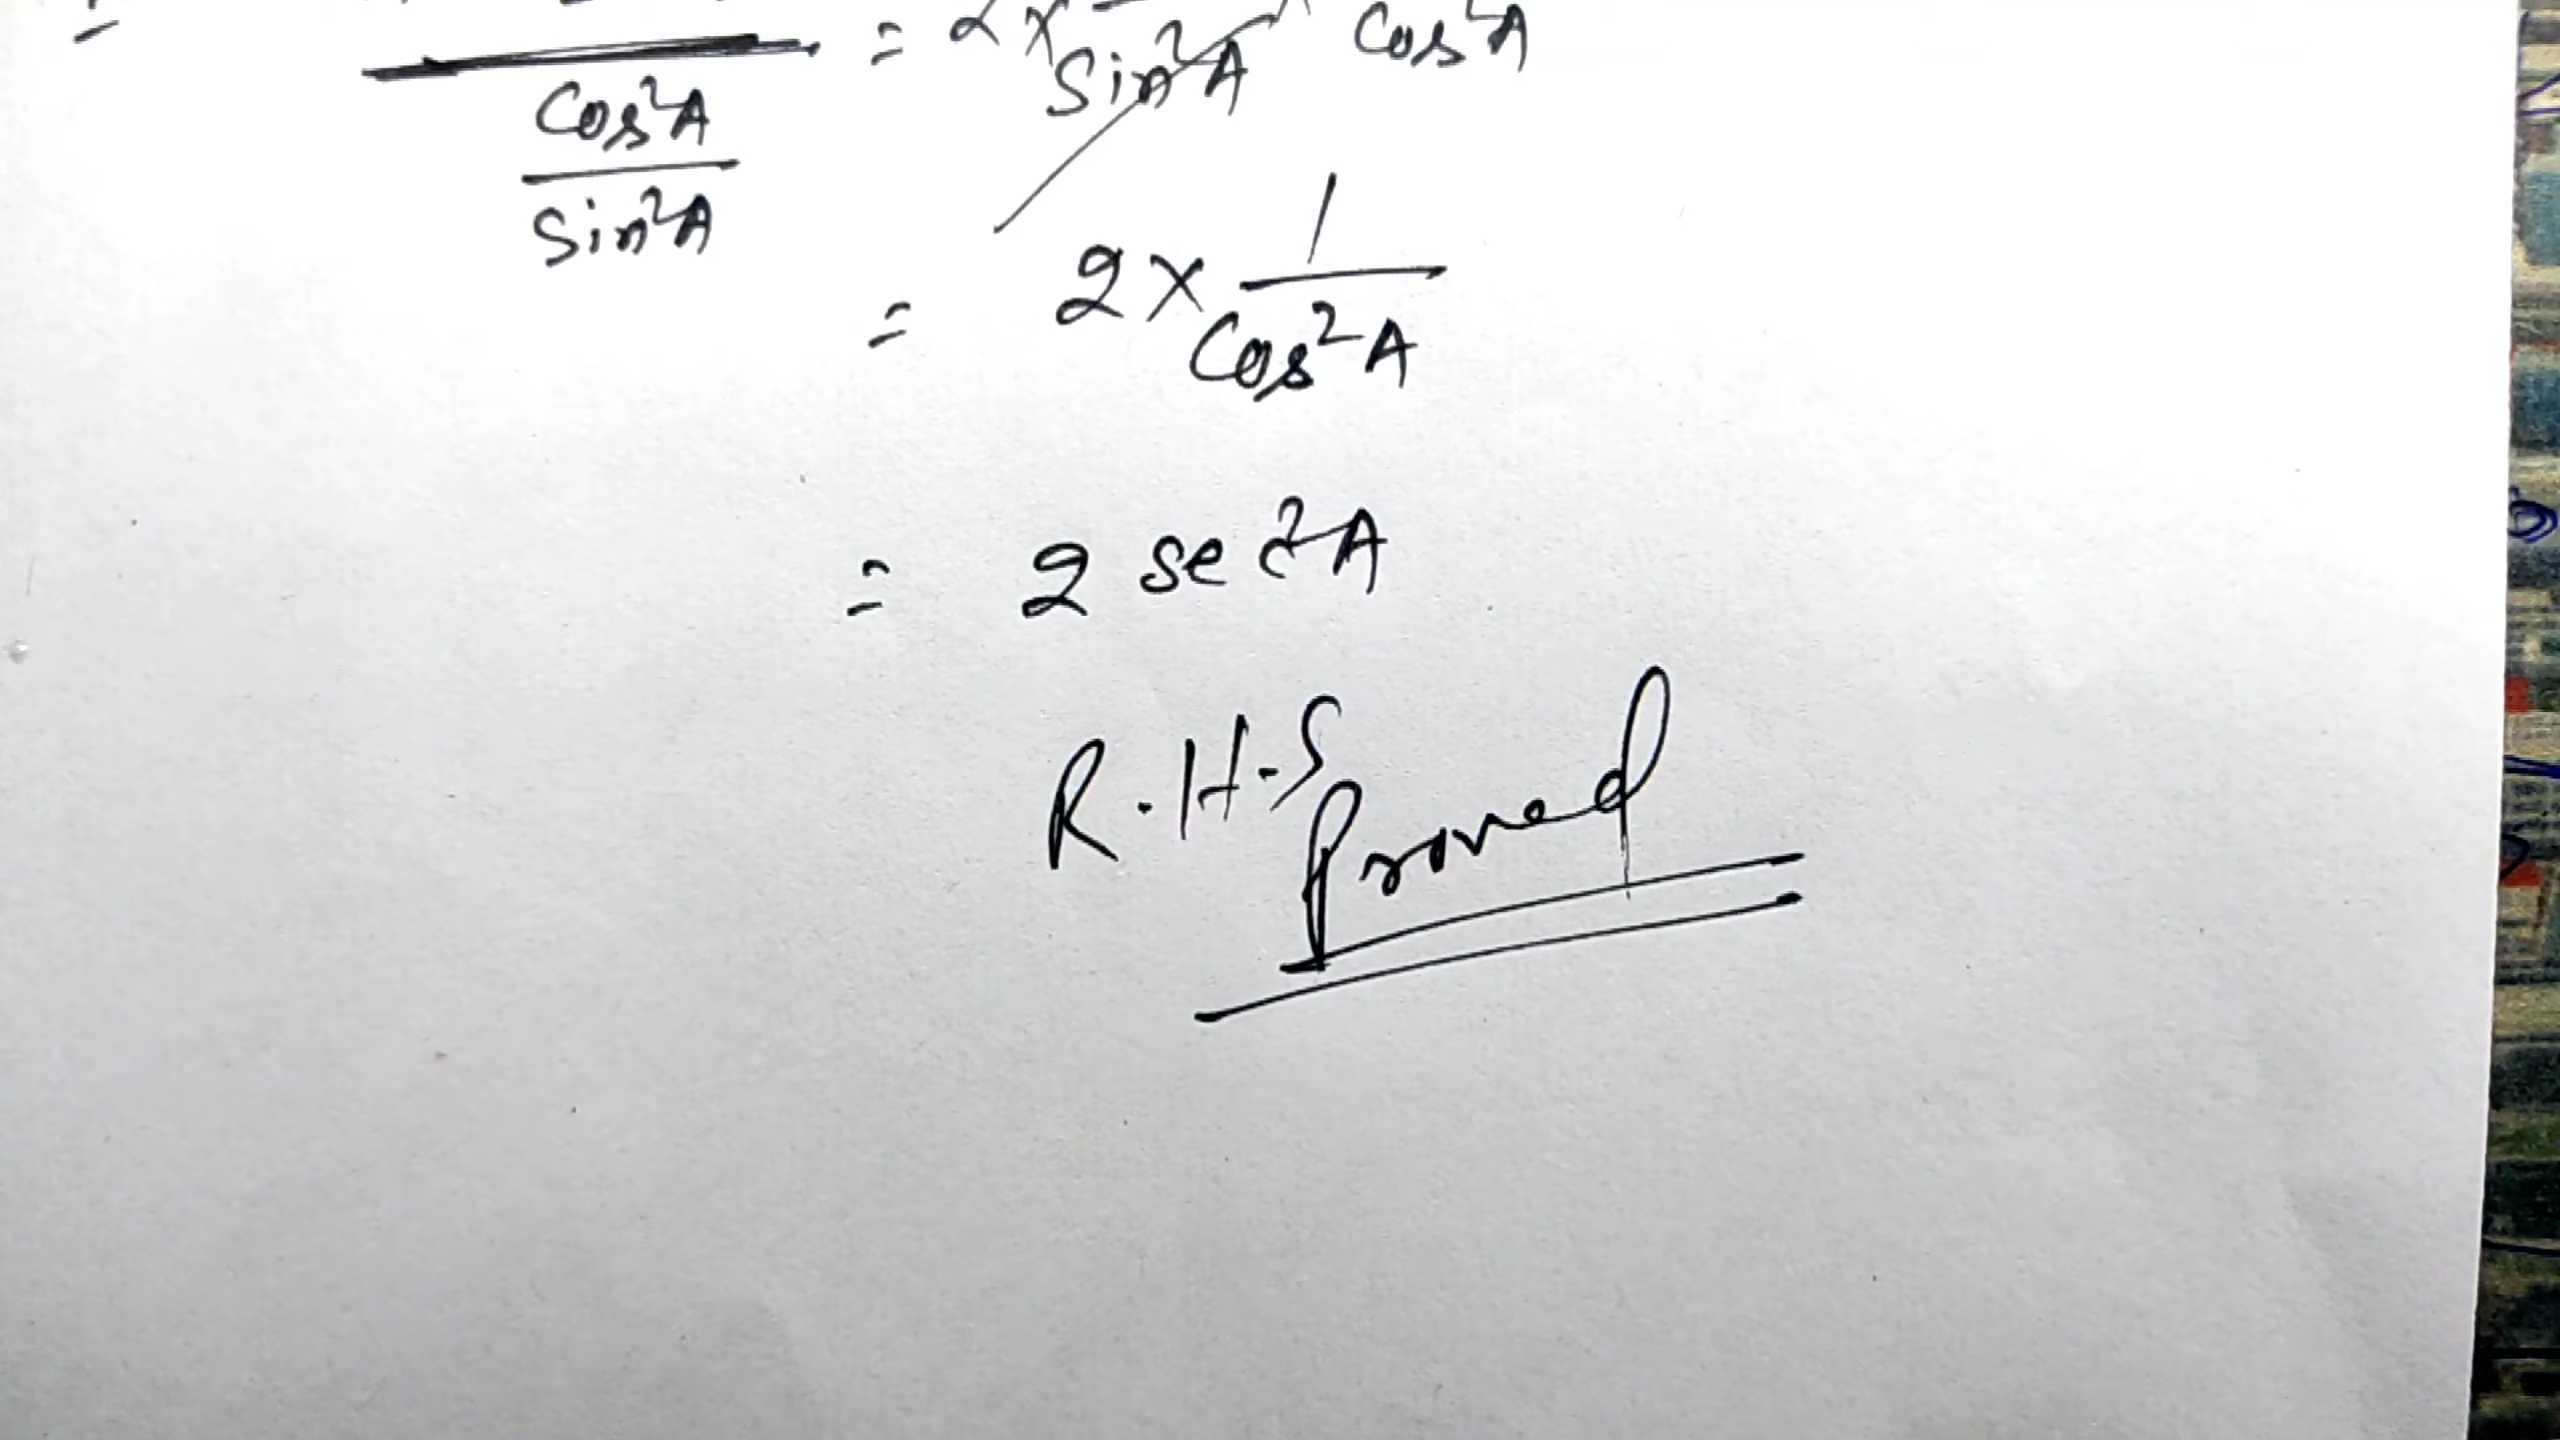 = 2 × sin²A cos²A
cos²A
sin²A
= 2 × 1
cos²A
= 2 sec²A
R.H.S
Proved